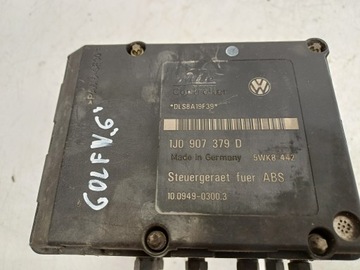 *DLS8A19F39*
1J0 907 379 D
Made in Germany 5WK8 442
Steuergeraet fuer ABS
10.0949-0300.3
GOLF IV,6"